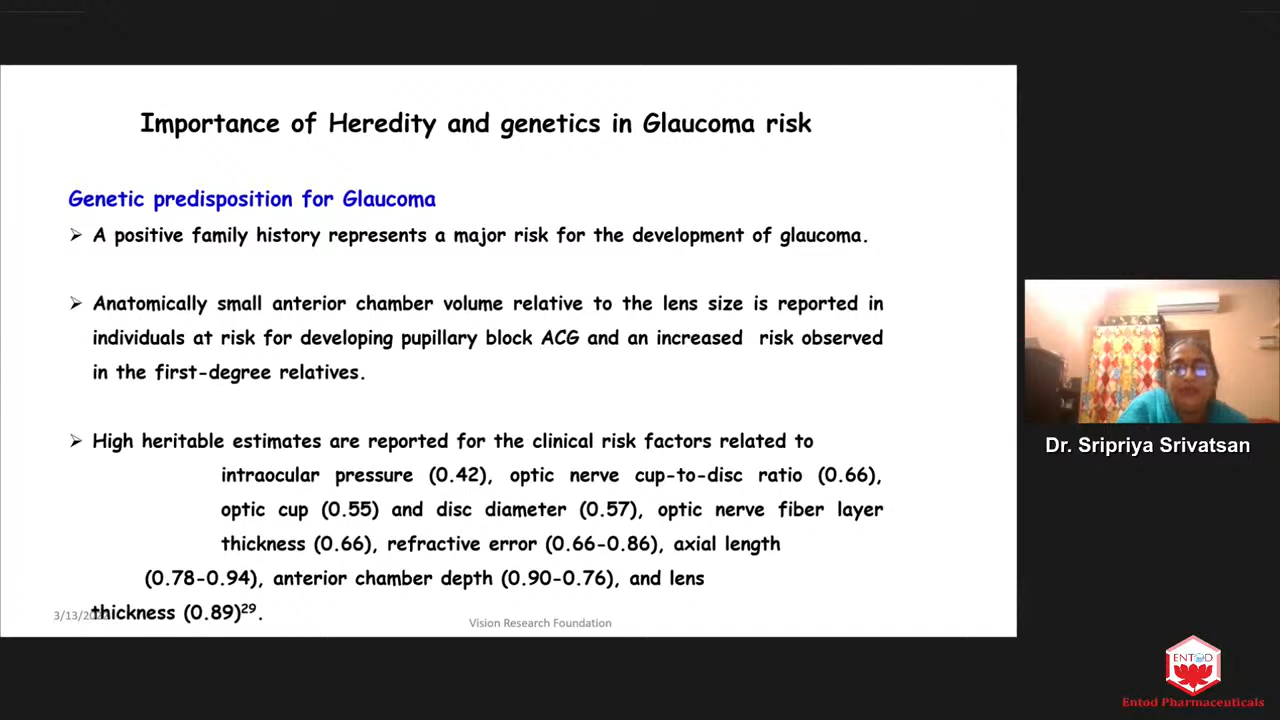 Importance of Heredity and genetics in Glaucoma risk
Genetic predisposition for Glaucoma
➢ A positive family history represents a major risk for the development of glaucoma.
➢ Anatomically small anterior chamber volume relative to the lens size is reported in
individuals at risk for developing pupillary block ACG and an increased risk observed
in the first-degree relatives.
➢ High heritable estimates are reported for the clinical risk factors related to
intraocular pressure (0.42), optic nerve cup-to-disc ratio (0.66),
optic cup (0.55) and disc diameter (0.57), optic nerve fiber layer
thickness (0.66), refractive error (0.66-0.86), axial length
(0.78-0.94), anterior chamber depth (0.90-0.76), and lens
thickness (0.89)²⁹.
Vision Research Foundation
Dr. Sripriya Srivatsan
ENTOD
Entod Pharmaceuticals